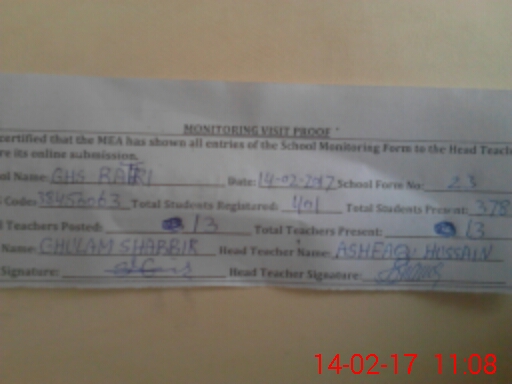 MONITORING VISIT PROOF
certified that the MEA has shown all entries of the School Monitoring Form to the Head Teach
re its online submission.
ol Name: GHS Date: 14-02-2017 School Form No: 23
Code: 38456063 Total Students Registered: 401 Total Students Present: 378
l Teachers Posted: 13 Total Teachers Present: 13
Name: GHULAM SHABBIR Head Teacher Name: ASHFAQ HUSSAIN
Signature: Head Teacher Signature:
14-02-17 11:08